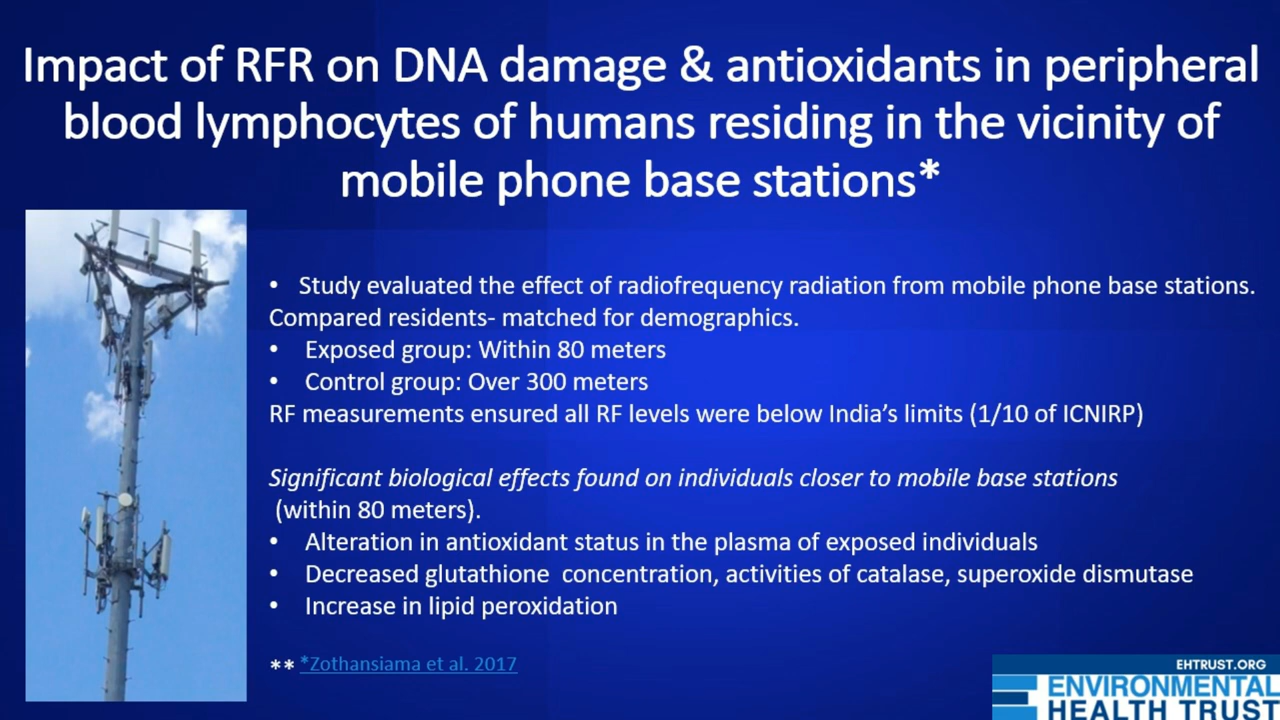 Impact of RFR on DNA damage & antioxidants in peripheral
blood lymphocytes of humans residing in the vicinity of
mobile phone base stations*
• Study evaluated the effect of radiofrequency radiation from mobile phone base stations.
Compared residents- matched for demographics.
• Exposed group: Within 80 meters
• Control group: Over 300 meters
RF measurements ensured all RF levels were below India’s limits (1/10 of ICNIRP)
Significant biological effects found on individuals closer to mobile base stations
(within 80 meters).
• Alteration in antioxidant status in the plasma of exposed individuals
• Decreased glutathione concentration, activities of catalase, superoxide dismutase
• Increase in lipid peroxidation
** *Zothansiama et al. 2017
EHTRUST.ORG
ENVIRONMENTAL
HEALTH TRUST